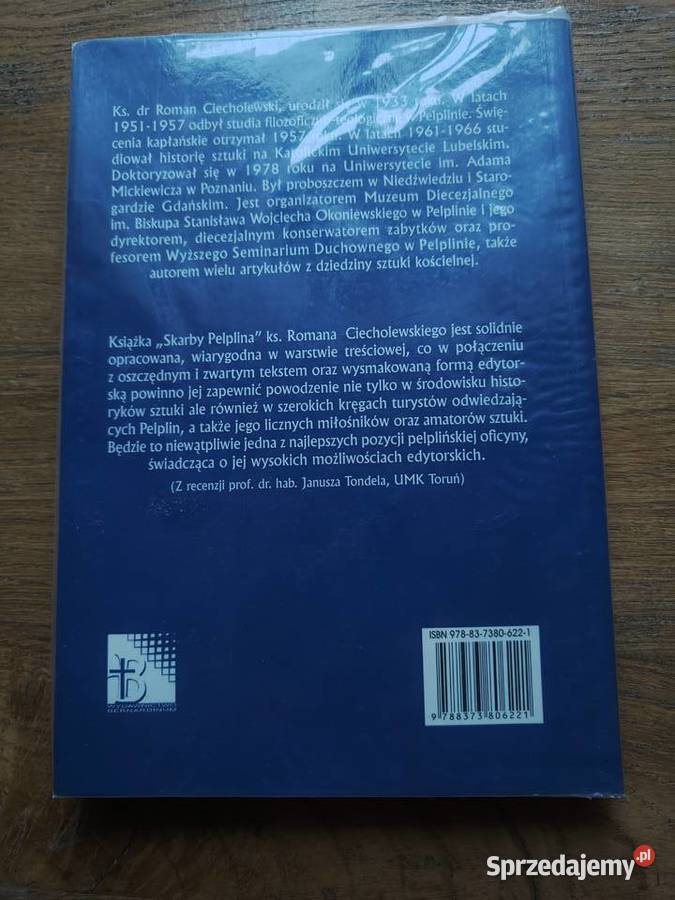 Ks. dr Roman Ciecholewski, urodził się w 1933 roku. W latach
1951-1957 odbył studia filozoficzno-teologiczne w Pelplinie. Świę-
cenia kapłańskie otrzymał 1957 roku. W latach 1961-1966 stu-
diował historię sztuki na Katolickim Uniwersytecie Lubelskim.
Doktoryzował się w 1978 roku na Uniwersytecie im. Adama
Mickiewicza w Poznaniu. Był proboszczem w Niedźwiedziu i Staro-
gardzie Gdańskim. Jest organizatorem Muzeum Diecezjalnego
im. Biskupa Stanisława Wojciecha Okoniewskiego w Pelplinie i jego
dyrektorem, diecezjalnym konserwatorem zabytków oraz pro-
fesorem Wyższego Seminarium Duchownego w Pelplinie, także
autorem wielu artykułów z dziedziny sztuki kościelnej.
Książka „Skarby Pelplina” ks. Romana Ciecholewskiego jest solidnie
opracowana, wiarygodna w warstwie treściowej, co w połączeniu
z oszczędnym i zwartym tekstem oraz wysmakowaną formą edytor-
ską powinno jej zapewnić powodzenie nie tylko w środowisku histo-
ryków sztuki ale również w szerokich kręgach turystów odwiedzają-
cych Pelplin, a także jego licznych miłośników oraz amatorów sztuki.
Będzie to niewątpliwie jedna z najlepszych pozycji pelplińskiej oficyny,
świadcząca o jej wysokich możliwościach edytorskich.
(Z recenzji prof. dr. hab. Janusza Tondela, UMK Toruń)
ISBN 978-83-7380-622-1
9 788373 806221
B
WYDAWNICTWO
BERNARDINUM
Sprzedajemy.pl